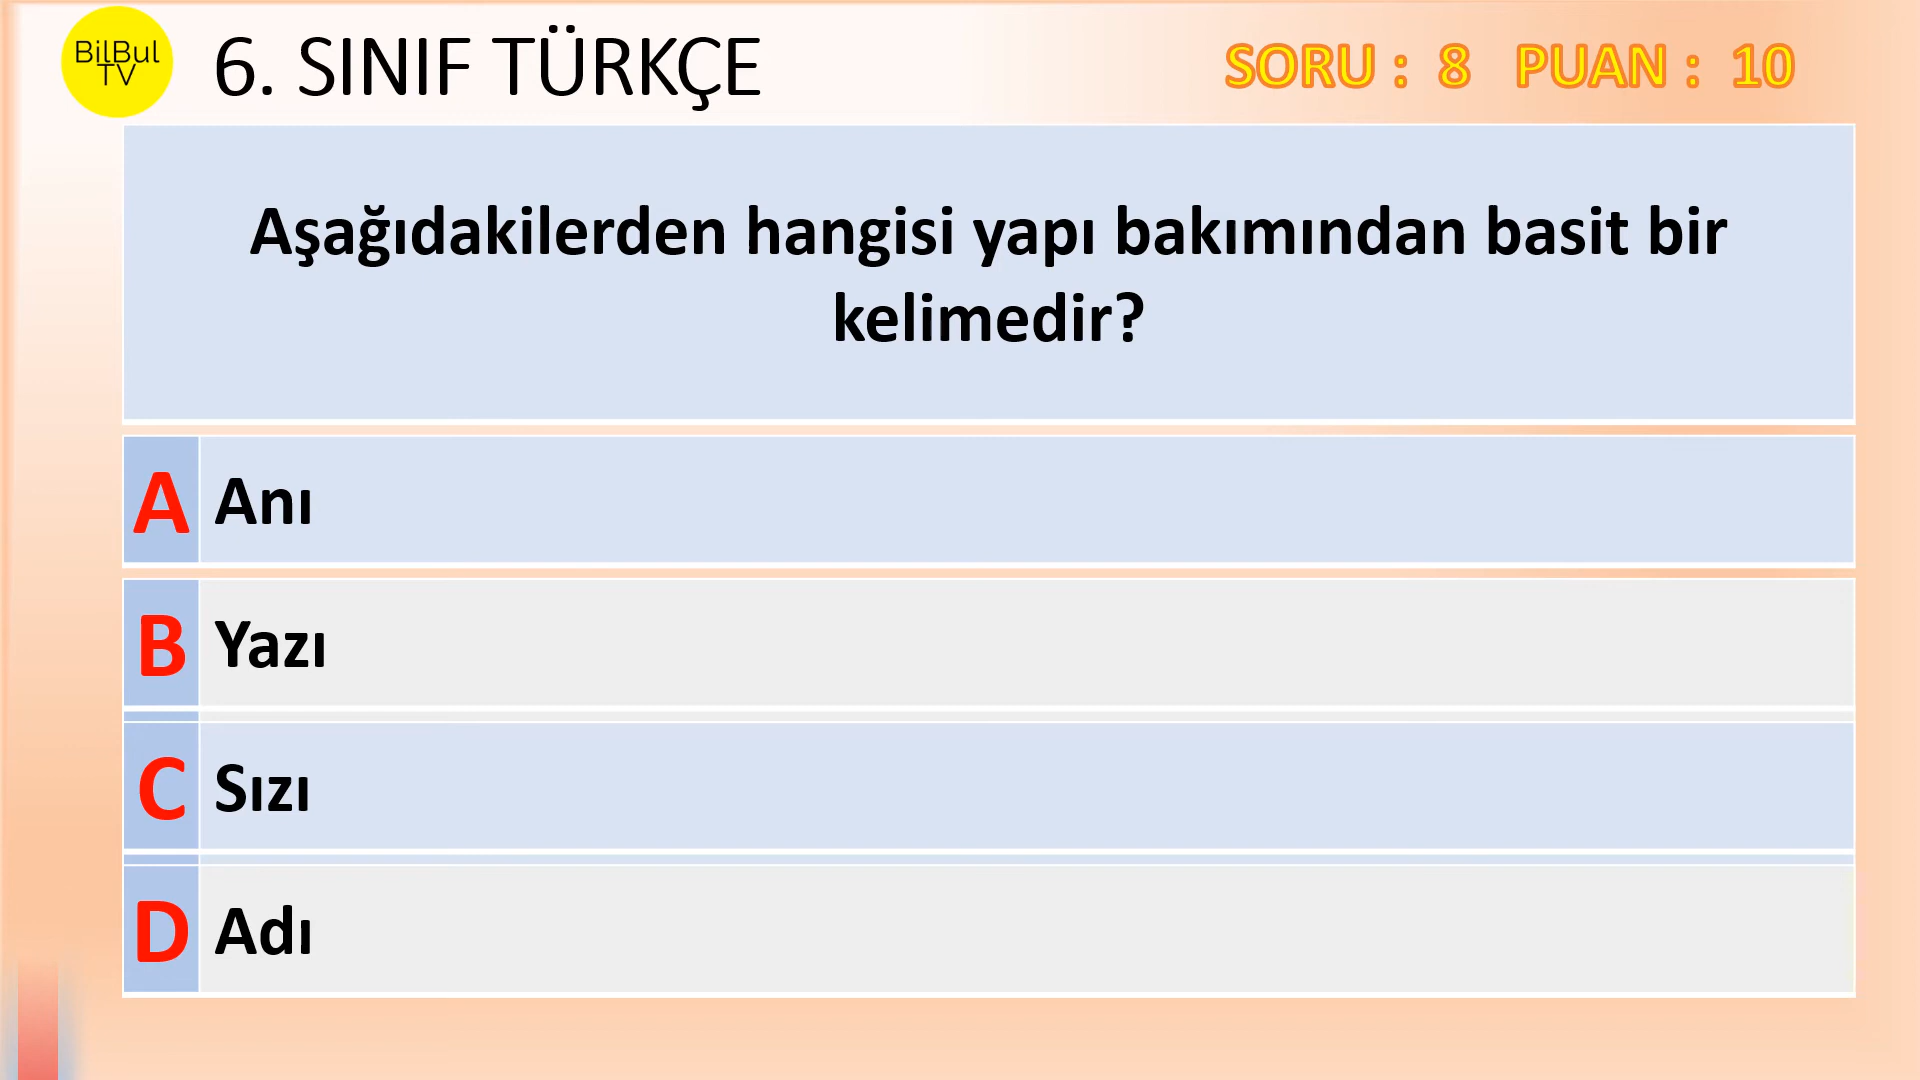 BilBul
TV
6. SINIF TÜRKÇE
SORU : 8 PUAN : 10
Aşağıdakilerden hangisi yapı bakımından basit bir
kelimedir?
A Anı
B Yazı
C Sızı
D Adı